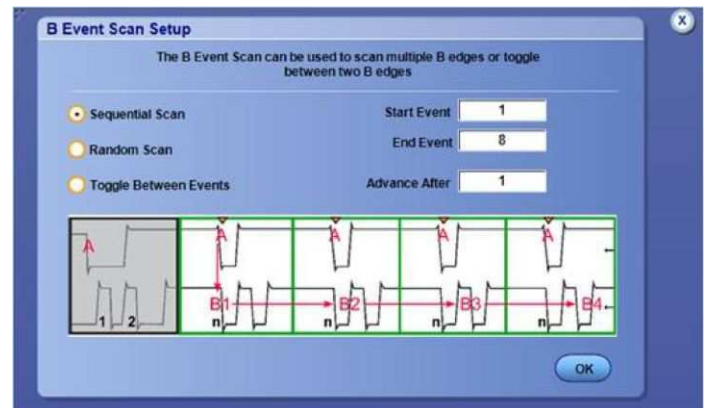 B Event Scan Setup
X
The B Event Scan can be used to scan multiple B edges or toggle
between two B edges
Sequential Scan
Start Event 1
Random Scan
End Event 8
Toggle Between Events
Advance After 1
A A A A A
B1 B2 B3 B4
1 2 n n n n
OK